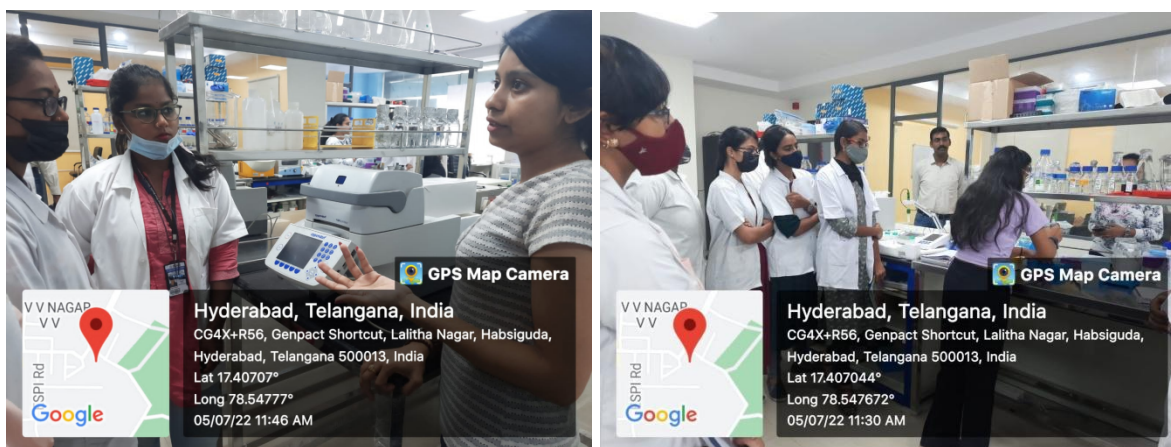 GPS Map Camera
V V NAGAR
V V
SPI Rd
Google
Hyderabad, Telangana, India
CG4X+R56, Genpact Shortcut, Lalitha Nagar, Habsiguda,
Hyderabad, Telangana 500013, India
Lat 17.40707°
Long 78.54777°
05/07/22 11:46 AM
GPS Map Camera
V V NAGAR
V V
SPI Rd
Google
Hyderabad, Telangana, India
CG4X+R56, Genpact Shortcut, Lalitha Nagar, Habsiguda,
Hyderabad, Telangana 500013, India
Lat 17.407044°
Long 78.547672°
05/07/22 11:30 AM